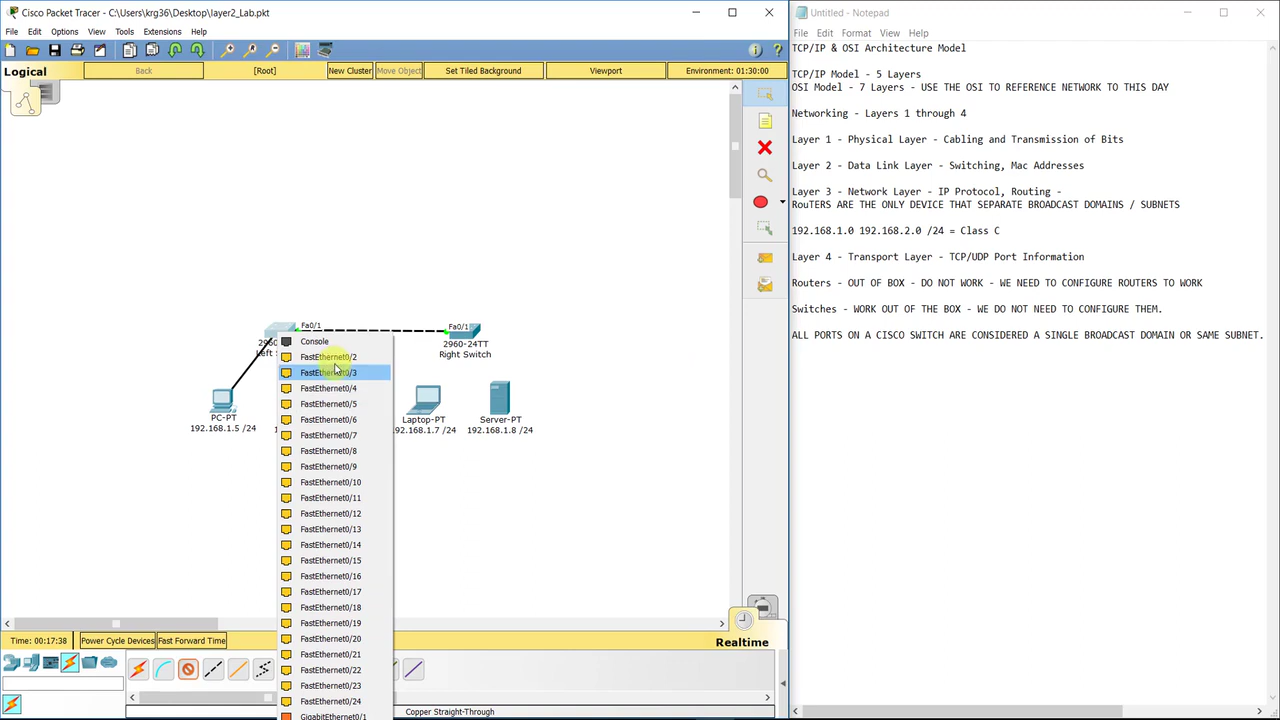 Cisco Packet Tracer - C:\Users\krg36\Desktop\layer2_Lab.pkt
File Edit Options View Tools Extensions Help
Logical
Back
[Root]
New Cluster
Move Object
Set Tiled Background
Viewport
Environment: 01:30:00
Fa0/1
Fa0/1
2960-24TT
Right Switch
PC-PT
192.168.1.5 /24
Laptop-PT
192.168.1.7 /24
Server-PT
192.168.1.8 /24
Console
FastEthernet0/2
FastEthernet0/3
FastEthernet0/4
FastEthernet0/5
FastEthernet0/6
FastEthernet0/7
FastEthernet0/8
FastEthernet0/9
FastEthernet0/10
FastEthernet0/11
FastEthernet0/12
FastEthernet0/13
FastEthernet0/14
FastEthernet0/15
FastEthernet0/16
FastEthernet0/17
FastEthernet0/18
FastEthernet0/19
FastEthernet0/20
FastEthernet0/21
FastEthernet0/22
FastEthernet0/23
FastEthernet0/24
GigabitEthernet0/1
Time: 00:17:38
Power Cycle Devices
Fast Forward Time
Realtime
Copper Straight-Through
Untitled - Notepad
File Edit Format View Help
TCP/IP & OSI Architecture Model
TCP/IP Model - 5 Layers
OSI Model - 7 Layers - USE THE OSI TO REFERENCE NETWORK TO THIS DAY
Networking - Layers 1 through 4
Layer 1 - Physical Layer - Cabling and Transmission of Bits
Layer 2 - Data Link Layer - Switching, Mac Addresses
Layer 3 - Network Layer - IP Protocol, Routing -
RouTERS ARE THE ONLY DEVICE THAT SEPARATE BROADCAST DOMAINS / SUBNETS
192.168.1.0 192.168.2.0 /24 = Class C
Layer 4 - Transport Layer - TCP/UDP Port Information
Routers - OUT OF BOX - DO NOT WORK - WE NEED TO CONFIGURE ROUTERS TO WORK
Switches - WORK OUT OF THE BOX - WE DO NOT NEED TO CONFIGURE THEM.
ALL PORTS ON A CISCO SWITCH ARE CONSIDERED A SINGLE BROADCAST DOMAIN OR SAME SUBNET.